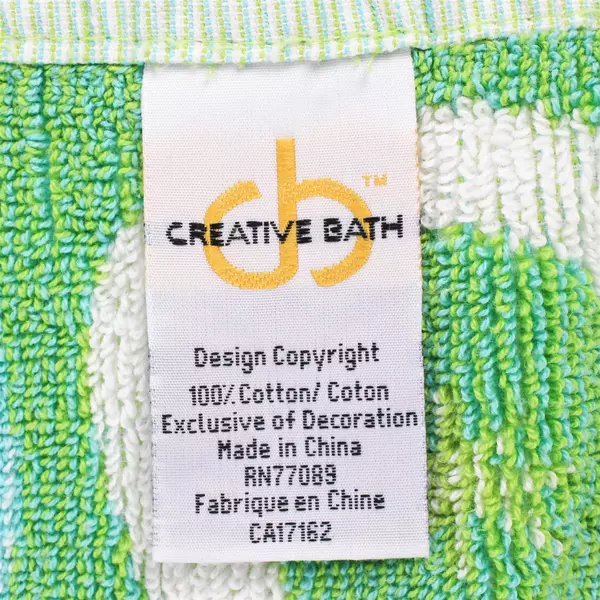 cb™
CREATIVE BATH
Design Copyright
100% Cotton/ Coton
Exclusive of Decoration
Made in China
RN77089
Fabrique en Chine
CA17162